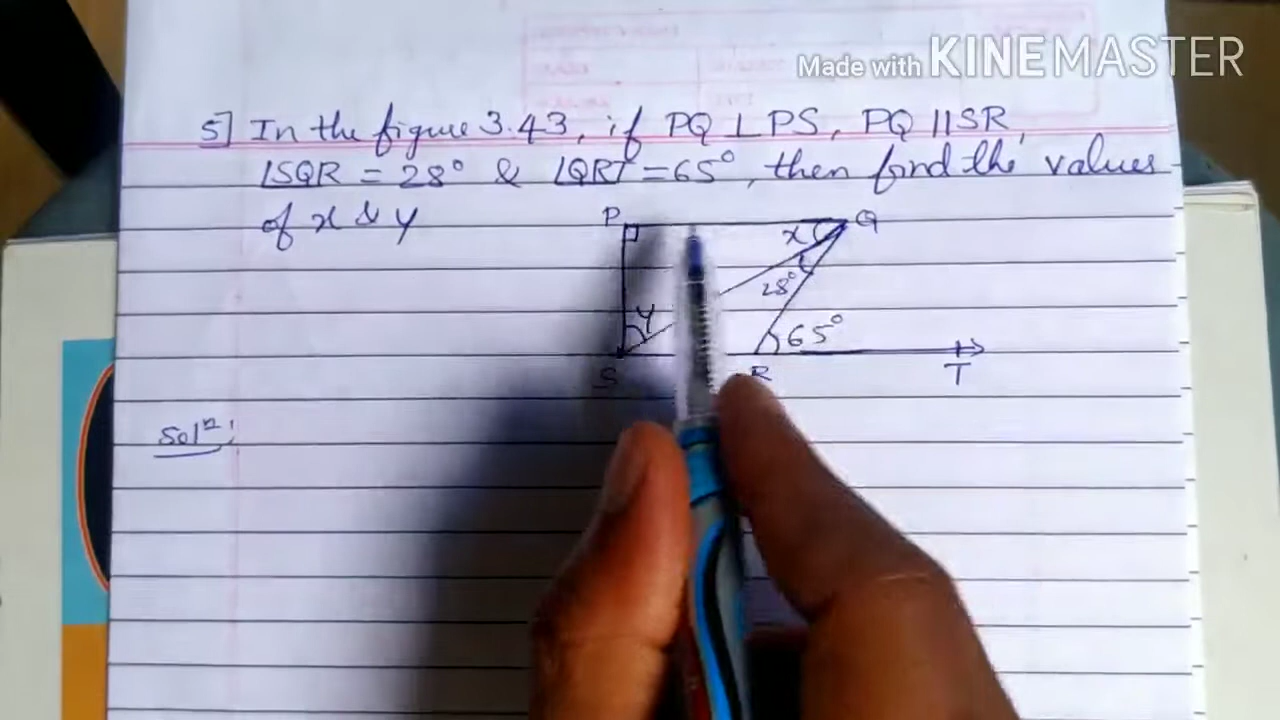 Made with KINEMASTER
5] In the figure 3.43, if PQ ⊥ PS, PQ || SR,
∠SQR = 28° & ∠QRT = 65°, then find the values
of x & y
P
Q
x
28°
y
65°
S
R
T
Solⁿ: